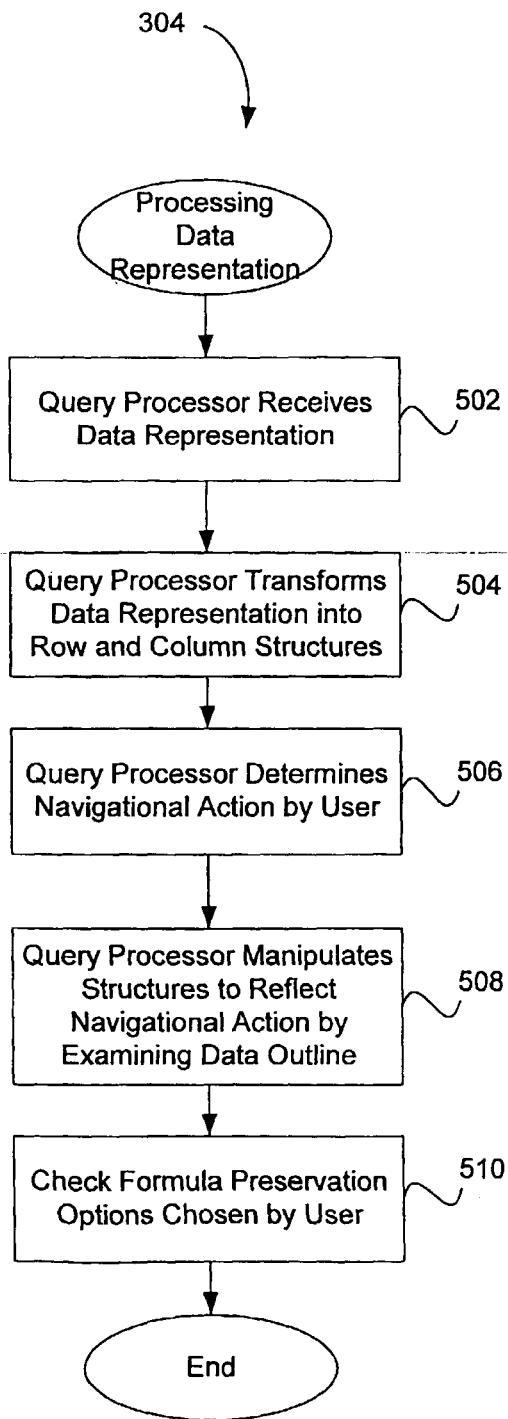 304
Processing
Data
Representation
Query Processor Receives
Data Representation
502
Query Processor Transforms
Data Representation into
Row and Column Structures
504
Query Processor Determines
Navigational Action by User
506
Query Processor Manipulates
Structures to Reflect
Navigational Action by
Examining Data Outline
508
Check Formula Preservation
Options Chosen by User
510
End